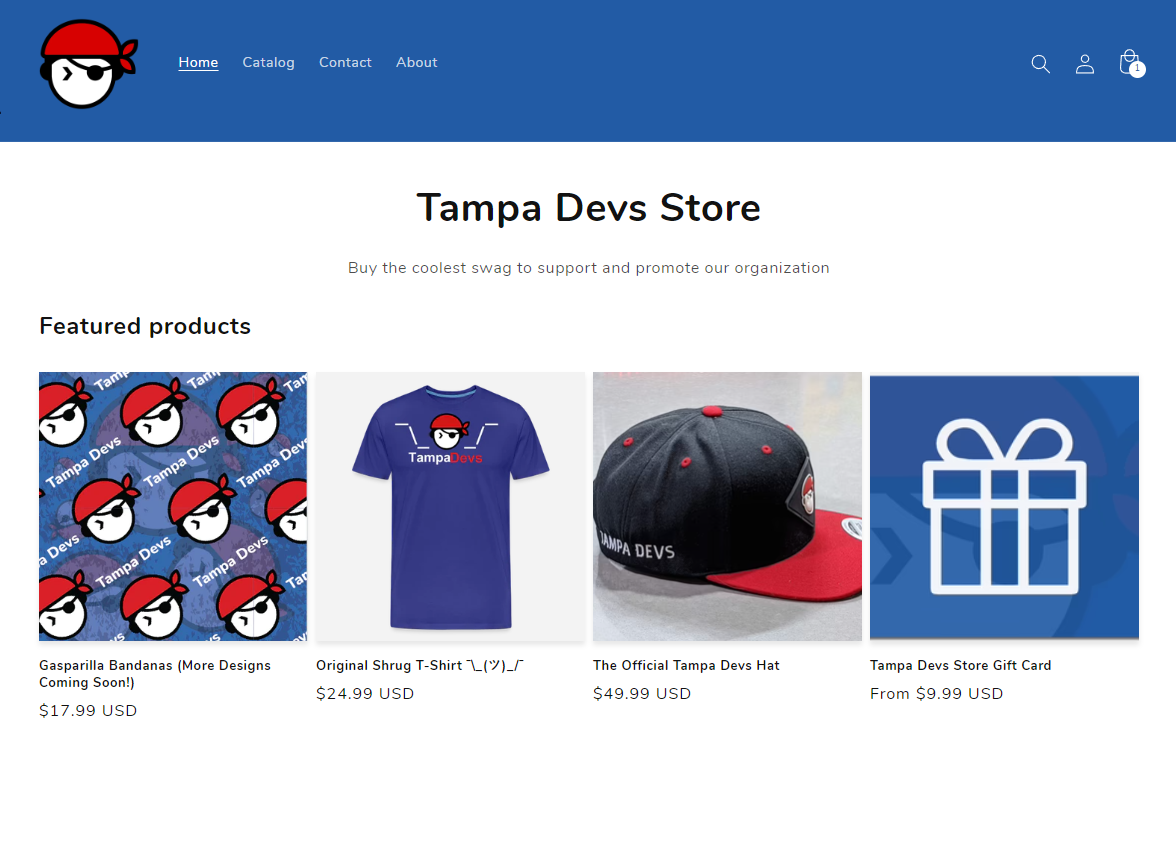 Home Catalog Contact About
1
Tampa Devs Store
Buy the coolest swag to support and promote our organization
Featured products
Tampa Devs
Tampa Devs
Tampa Devs
Tampa Devs
Tampa Devs
TampaDevs
TAMPA DEVS
Gasparilla Bandanas (More Designs
Coming Soon!)
$17.99 USD
Original Shrug T-Shirt ¯\_(ツ)_/¯
$24.99 USD
The Official Tampa Devs Hat
$49.99 USD
Tampa Devs Store Gift Card
From $9.99 USD